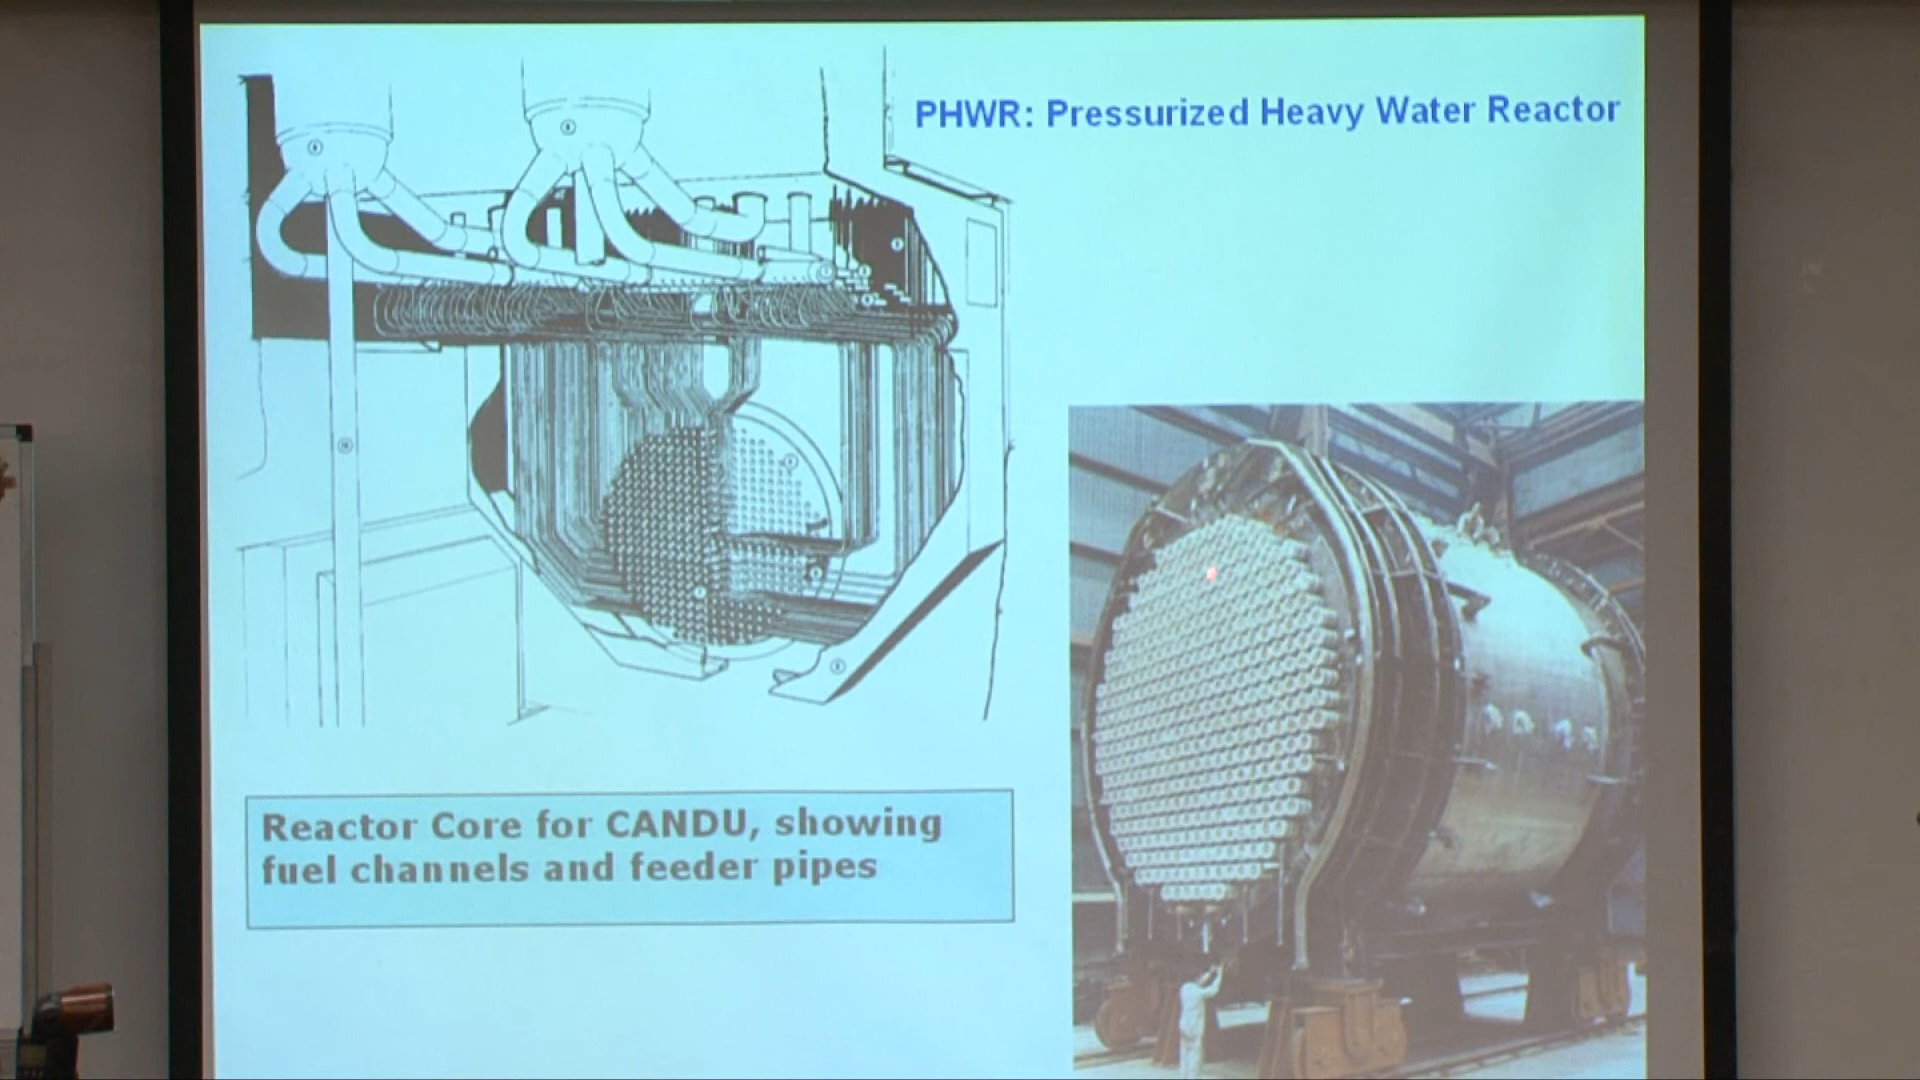 PHWR: Pressurized Heavy Water Reactor
Reactor Core for CANDU, showing
fuel channels and feeder pipes